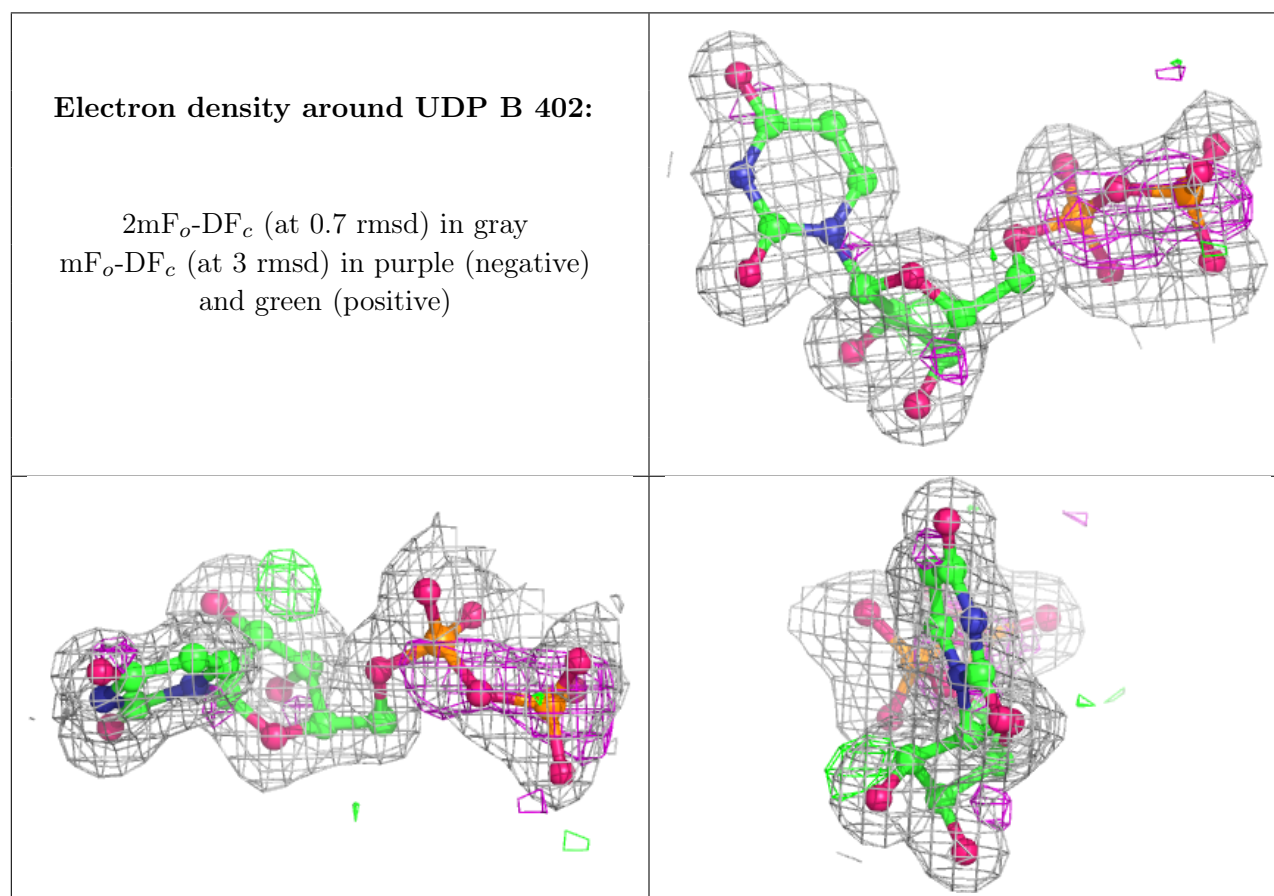 Electron density around UDP B 402:
2mFo-DFc (at 0.7 rmsd) in gray
mFo-DFc (at 3 rmsd) in purple (negative)
and green (positive)